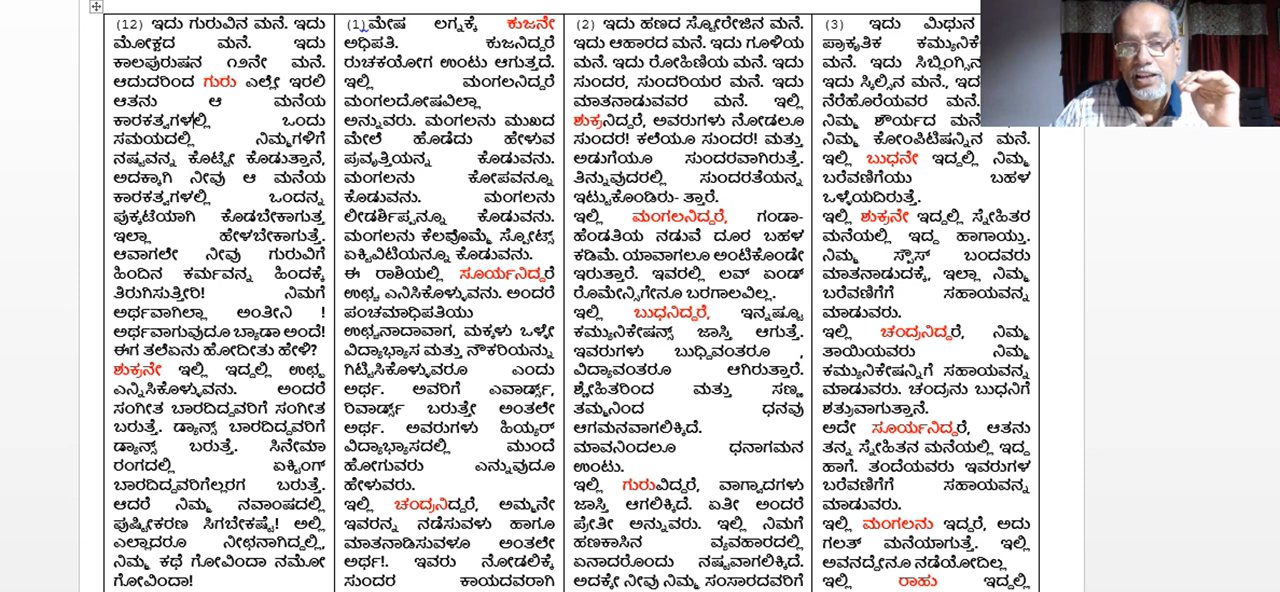 (12) ಇದು ಗುರುವಿನ ಮನೆ. ಇದು
ಮೋಕ್ಷದ ಮನೆ. ಇದು
ಕಾಲಪುರುಷನ ೧೨ನೇ ಮನೆ.
ಆದುದರಿಂದ ಗುರು ಎಲ್ಲೇ ಇರಲಿ
ಆತನು ಆ ಮನೆಯ
ಕಾರಕತ್ವಗಳಲ್ಲಿ ಒಂದು
ಸಮಯದಲ್ಲಿ ನಿಮ್ಮಗಳಿಗೆ
ನಷ್ಟವನ್ನ ಕೊಟ್ಟೇ ಕೊಡುತ್ತಾನೆ,
ಅದಕ್ಕಾಗಿ ನೀವು ಆ ಮನೆಯ
ಕಾರಕತ್ವಗಳಲ್ಲಿ ಒಂದನ್ನ
ಪುಕ್ಕಟೆಯಾಗಿ ಕೊಡಬೇಕಾಗುತ್ತ
ಇಲ್ಲಾ ಹೇಳಬೇಕಾಗುತ್ತೆ.
ಆವಾಗಲೇ ನೀವು ಗುರುವಿಗೆ
ಹಿಂದಿನ ಕರ್ಮವನ್ನ ಹಿಂದಕ್ಕೆ
ತಿರುಗಿಸುತ್ತೀರಿ! ನಿಮಗೆ
ಅರ್ಥವಾಗಿಲ್ಲಾ ಅಂತೀನಿ !
ಅರ್ಥವಾಗುವುದೂ ಬ್ಯಾಡಾ ಅಂದೆ!
ಈಗ ತಲೆಏನು ಹೋದೀತು ಹೇಳಿ?
ಶುಕ್ರನೇ ಇಲ್ಲಿ ಇದ್ದಲ್ಲಿ ಉಛ್ಛ
ಎನ್ನಿಸಿಕೊಳ್ಳುವನು. ಅಂದರೆ
ಸಂಗೀತ ಬಾರದಿದ್ದವರಿಗೆ ಸಂಗೀತ
ಬರುತ್ತೆ. ಡ್ಯಾನ್ಸ್ ಬಾರದಿದ್ದವರಿಗೆ
ಡ್ಯಾನ್ಸ್ ಬರುತ್ತೆ. ಸಿನೇಮಾ
ರಂಗದಲ್ಲಿ ಏಕ್ಟಿಂಗ್
ಬಾರದಿದ್ದವರಿಗೆಲ್ಲರಗ ಬರುತ್ತೆ.
ಆದರೆ ನಿಮ್ಮ ನವಾಂಷದಲ್ಲಿ
ಪುಷ್ಟೀಕರಣ ಸಿಗಬೇಕಷ್ಟೆ! ಅಲ್ಲಿ
ಎಲ್ಲಾದರೂ ನೀಛನಾಗಿದ್ದಲ್ಲಿ,
ನಿಮ್ಮ ಕಥೆ ಗೋವಿಂದಾ ನಮೋ
ಗೋವಿಂದಾ!
(1) ಮೇಷ ಲಗ್ನಕ್ಕೆ ಕುಜನೇ
ಅಧಿಪತಿ. ಕುಜನಿದ್ದರೆ
ರುಚಕಯೋಗ ಉಂಟು ಆಗುತ್ತದೆ.
ಇಲ್ಲಿ ಮಂಗಲನಿದ್ದರೆ
ಮಂಗಲದೋಷವಿಲ್ಲಾ
ಅನ್ನುವರು. ಮಂಗಲನು ಮುಖದ
ಮೇಲೆ ಹೊಡೆದು ಹೇಳುವ
ಪ್ರವೃತ್ತಿಯನ್ನ ಕೊಡುವನು.
ಮಂಗಲನು ಕೋಪವನ್ನೂ
ಕೊಡುವನು. ಮಂಗಲನು
ಲೀಡರ್ಶಿಪ್ಪನ್ನೂ ಕೊಡುವನು.
ಮಂಗಲನು ಕೆಲವೊಮ್ಮೆ ಸ್ಪೋಟ್ಸ್
ಏಕ್ಟಿವಿಟಿಯನ್ನೂ ಕೊಡುವನು.
ಈ ರಾಶಿಯಲ್ಲಿ ಸೂರ್ಯನಿದ್ದರೆ
ಉಛ್ಛ ಎನಿಸಿಕೊಳ್ಳುವನು. ಅಂದರೆ
ಪಂಚಮಾಧಿಪತಿಯು
ಉಛ್ಛನಾದಾವಾಗ, ಮಕ್ಕಳು ಒಳ್ಳೇ
ವಿದ್ಯಾಭ್ಯಾಸ ಮತ್ತು ನೌಕರಿಯನ್ನು
ಗಿಟ್ಟಿಸಿಕೊಳ್ಳುವರೂ ಎಂದು
ಅರ್ಥ. ಅವರಿಗೆ ಎವಾರ್ಡ್ಸ್,
ರಿವಾರ್ಡ್ಸ್ ಬರುತ್ತೇ ಅಂತಲೇ
ಅರ್ಥ. ಅವರುಗಳು ಹಿಯ್ಯರ್
ವಿದ್ಯಾಭ್ಯಾಸದಲ್ಲಿ ಮುಂದೆ
ಹೋಗುವರು ಎನ್ನುವುದೂ
ಹೇಳುವರು.
ಇಲ್ಲಿ ಚಂದ್ರನಿದ್ದರೆ, ಅಮ್ಮನೇ
ಇವರನ್ನ ನಡೆಸುವಳು ಹಾಗೂ
ಮಾತನಾಡಿಸುವಳೂ ಅಂತಲೇ
ಅರ್ಥ!. ಇವರು ನೋಡಲಿಕ್ಕೆ
ಸುಂದರ ಕಾಯದವರಾಗಿ
(2) ಇದು ಹಣದ ಸ್ಟೋರೇಜಿನ ಮನೆ.
ಇದು ಆಹಾರದ ಮನೆ. ಇದು ಗೂಳಿಯ
ಮನೆ. ಇದು ರೋಹಿಣಿಯ ಮನೆ. ಇದು
ಸುಂದರ, ಸುಂದರಿಯರ ಮನೆ. ಇದು
ಮಾತನಾಡುವವರ ಮನೆ. ಇಲ್ಲಿ
ಶುಕ್ರನಿದ್ದರೆ, ಅವರುಗಳು ನೋಡಲೂ
ಸುಂದರ! ಕಲೆಯೂ ಸುಂದರ! ಮತ್ತು
ಅಡುಗೆಯೂ ಸುಂದರವಾಗಿರುತ್ತೆ.
ತಿನ್ನುವುದರಲ್ಲಿ ಸುಂದರತೆಯನ್ನ
ಇಟ್ಟುಕೊಂಡಿರು- ತ್ತಾರೆ.
ಇಲ್ಲಿ ಮಂಗಲನಿದ್ದರೆ, ಗಂಡಾ-
ಹೆಂಡತಿಯ ನಡುವೆ ದೂರ ಬಹಳ
ಕಡಿಮೆ. ಯಾವಾಗಲೂ ಅಂಟಿಕೊಂಡೇ
ಇರುತ್ತಾರೆ. ಇವರಲ್ಲಿ ಲವ್ ಏಂಡ್
ರೊಮೇನ್ಸಿಗೇನೂ ಬರಗಾಲವಿಲ್ಲ.
ಇಲ್ಲಿ ಬುಧನಿದ್ದರೆ, ಇನ್ನಷ್ಟೂ
ಕಮ್ಯುನಿಕೇಷನ್ಸ್ ಜಾಸ್ತಿ ಆಗುತ್ತೆ.
ಇವರುಗಳು ಬುದ್ಧಿವಂತರೂ ,
ವಿದ್ಯಾವಂತರೂ ಆಗಿರುತ್ತಾರೆ.
ಶ್ನೇಹಿತರಿಂದ ಮತ್ತು ಸಣ್ಣ
ತಮ್ಮನಿಂದ ಧನವು
ಆಗಮನವಾಗಲಿಕ್ಕಿದೆ.
ಮಾವನಿಂದಲೂ ಧನಾಗಮನ
ಉಂಟು.
ಇಲ್ಲಿ ಗುರುವಿದ್ದರೆ, ವಾಗ್ವಾದಗಳು
ಜಾಸ್ತಿ ಆಗಲಿಕ್ಕಿದೆ. ಏತೀ ಅಂದರೆ
ಪ್ರೇತೀ ಅನ್ನುವರು. ಇಲ್ಲಿ ನಿಮಗೆ
ಹಣಕಾಸಿನ ವ್ಯವಹಾರದಲ್ಲಿ
ಏನಾದರೊಂದು ನಷ್ಟವಾಗಲಿಕ್ಕಿದೆ.
ಅದಕ್ಕೇ ನೀವು ನಿಮ್ಮ ಸಂಸಾರದವರಿಗೆ
(3) ಇದು ಮಿಥುನ
ಪ್ರಾಕೃತಿಕ
ಮನೆ. ಇದು
ಇದು ಸ್ಕಿಲ್ಸಿನ ಮನೆ.,
ನೆರೆಹೊರೆಯವರ ಮನೆ.
ನಿಮ್ಮ ಶೌರ್ಯದ
ನಿಮ್ಮ ಕೋಂಪಿಟಿಷನ್ನಿನ ಮನೆ.
ಇಲ್ಲಿ ಬುಧನೇ ಇದ್ದಲ್ಲಿ ನಿಮ್ಮ
ಬರೆವಣಿಗೆಯು ಬಹಳ
ಒಳ್ಳೆಯದಿರುತ್ತೆ.
ಇಲ್ಲಿ ಶುಕ್ರನೇ ಇದ್ದಲ್ಲಿ ಸ್ನೇಹಿತರ
ಮನೆಯಲ್ಲಿ ಇದ್ದ ಹಾಗಾಯ್ತು.
ನಿಮ್ಮ ಸ್ಪೌಸ್ ಬಂದವರು
ಮಾತನಾಡುದಕ್ಕೆ, ಇಲ್ಲಾ ನಿಮ್ಮ
ಬರೆವಣಿಗೆಗೆ ಸಹಾಯವನ್ನ
ಮಾಡುವರು.
ಇಲ್ಲಿ ಚಂದ್ರನಿದ್ದರೆ, ನಿಮ್ಮ
ತಾಯಿಯವರು ನಿಮ್ಮ
ಕಮ್ಯುನಿಕೇಷನ್ನಿಗೆ ಸಹಾಯವನ್ನ
ಮಾಡುವರು. ಚಂದ್ರನು ಬುಧನಿಗೆ
ಶತ್ರುವಾಗುತ್ತಾನೆ.
ಅದೇ ಸೂರ್ಯನಿದ್ದರೆ, ಆತನು
ತನ್ನ ಸ್ನೇಹಿತನ ಮನೆಯಲ್ಲಿ ಇದ್ದ
ಹಾಗೆ. ತಂದೆಯವರು ಇವರುಗಳ
ಬರೆವಣಿಗೆಗೆ ಸಹಾಯವನ್ನ
ಮಾಡುವರು.
ಇಲ್ಲಿ ಮಂಗಲನು ಇದ್ದರೆ, ಅದು
ಗಲತ್ ಮನೆಯಾಗುತ್ತೆ. ಇಲ್ಲಿ
ಅವನದ್ದೇನೂ ನಡೆಯೋದಿಲ್ಲ
ಇಲ್ಲಿ ರಾಹು ಇದ್ದಲ್ಲಿ